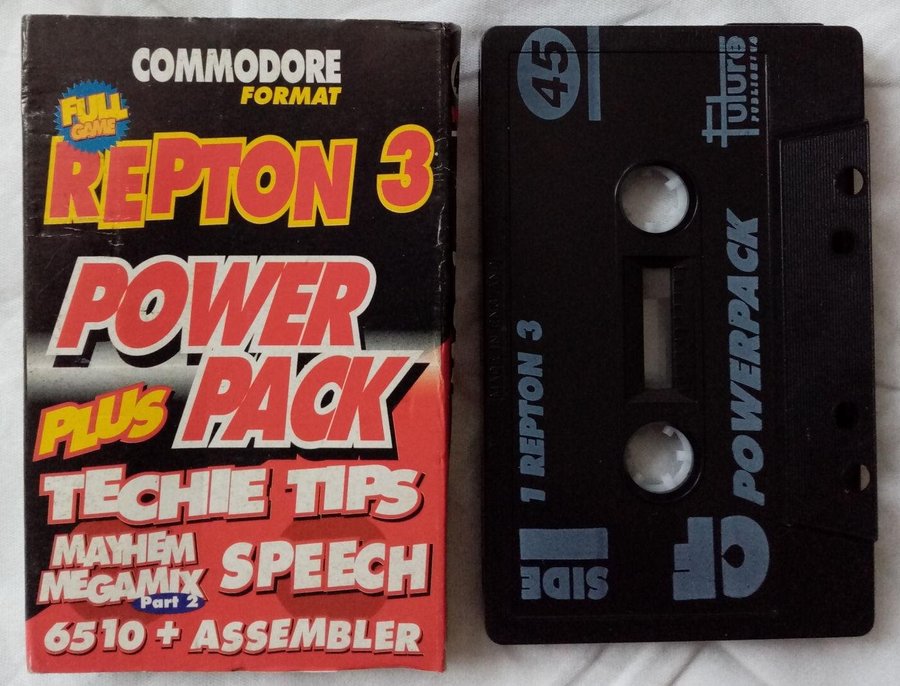 COMMODORE
FORMAT
FULL
GAME
REPTON 3
POWER
PACK
PLUS
TECHIE TIPS
MAYHEM
MEGAMIX
Part 2
SPEECH
6510 + ASSEMBLER
45
future
PUBLISHING
CF
POWERPACK
1 REPTON 3
SIDE 1